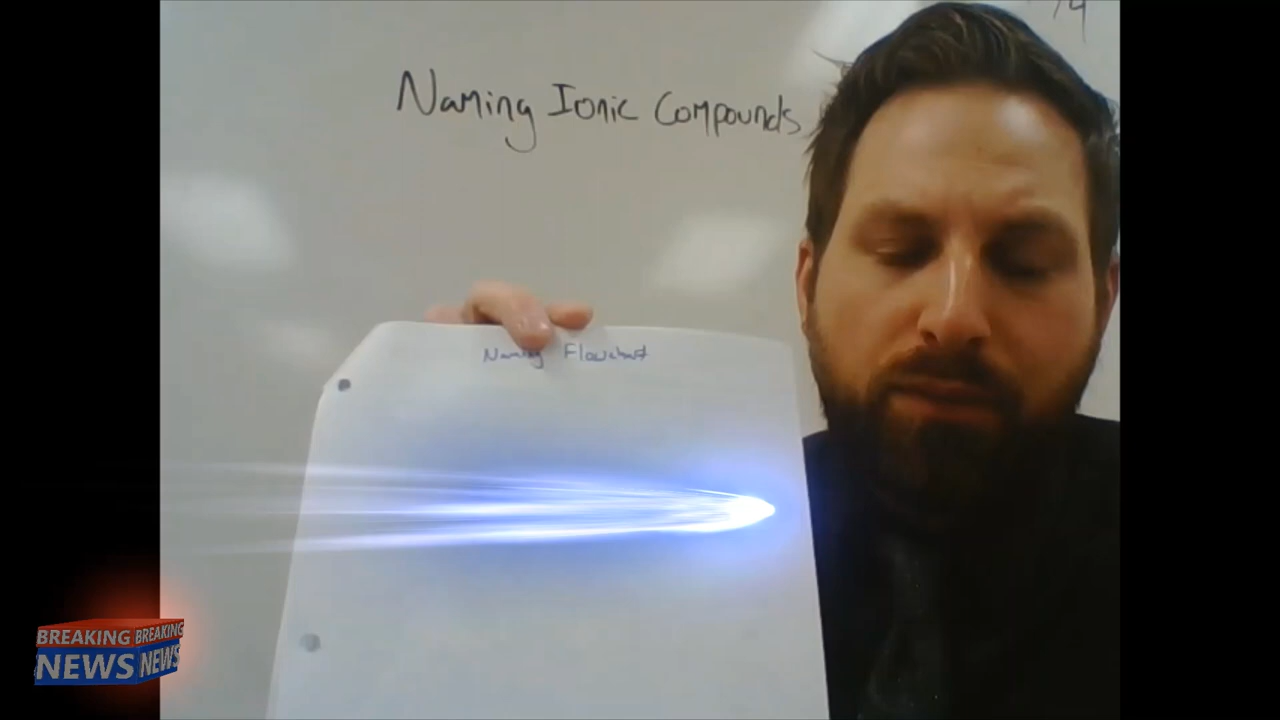 Naming Ionic Compounds
Naming Flowchart
BREAKING BREAKING
NEWS NEWS